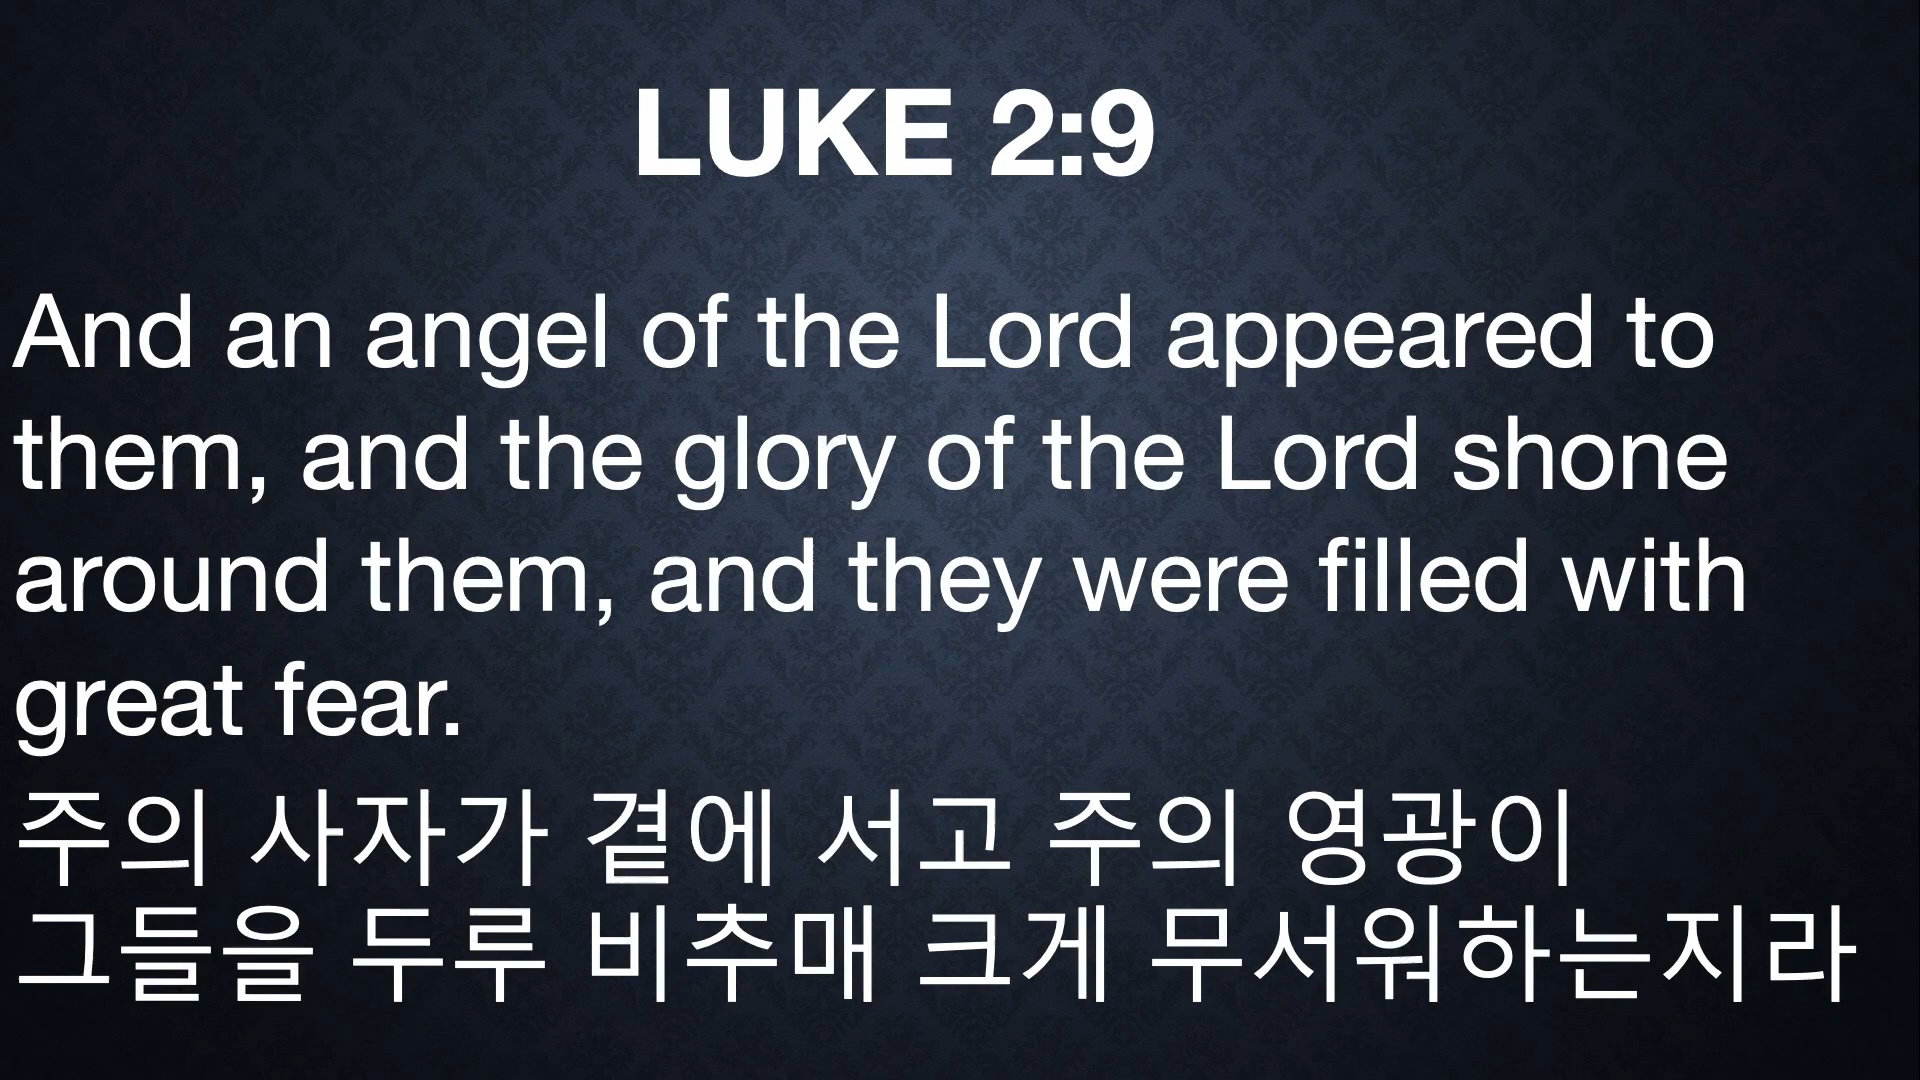 LUKE 2:9
And an angel of the Lord appeared to
them, and the glory of the Lord shone
around them, and they were filled with
great fear.
주의 사자가 곁에 서고 주의 영광이
그들을 두루 비추매 크게 무서워하는지라